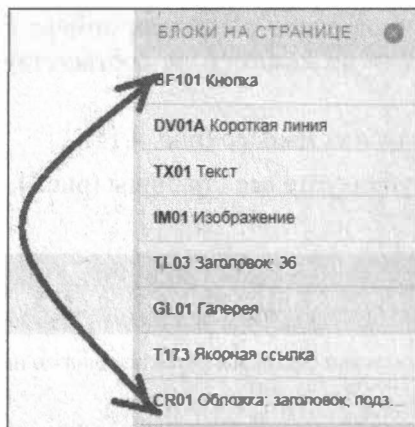 БЛОКИ НА СТРАНИЦЕ
BF101 Кнопка
DV01A Короткая линия
TX01 Текст
IM01 Изображение
TL03 Заголовок: 36
GL01 Галерея
T173 Якорная ссылка
CR01 Обложка: заголовок, подз...